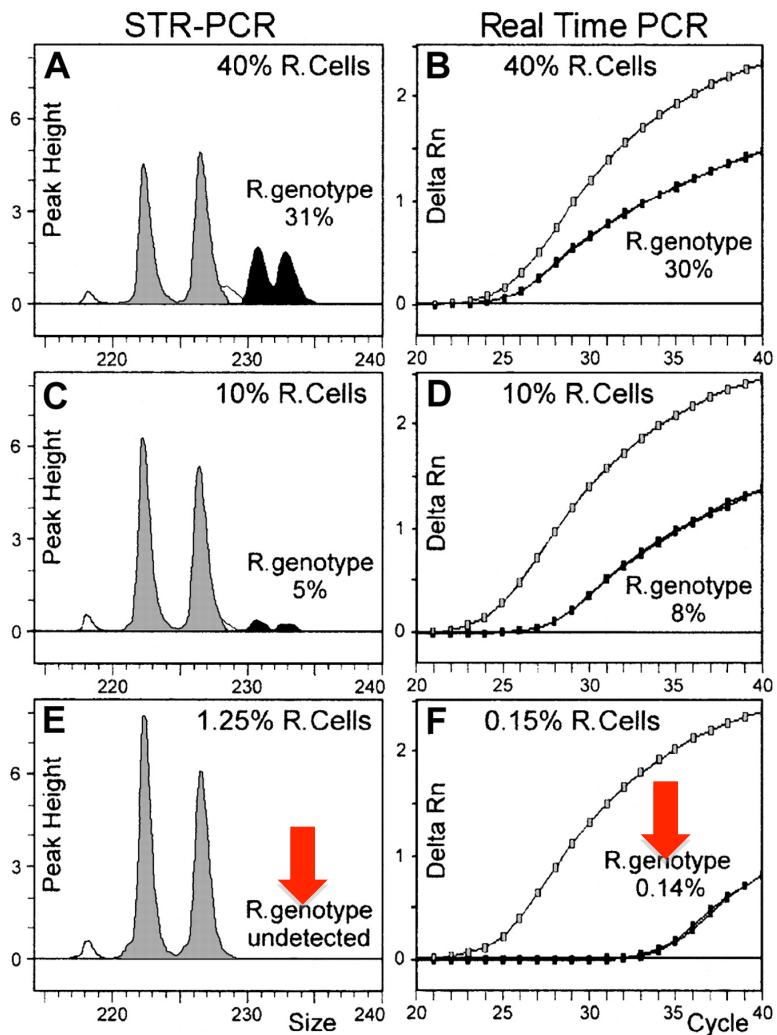 STR-PCR
Real Time PCR
A
40% R.Cells
Peak Height
6
3
0
R.genotype
31%
220
230
240
B
40% R.Cells
Delta Rn
2
1
0
R.genotype
30%
20
25
30
35
40
C
10% R.Cells
Peak Height
6
3
0
R.genotype
5%
220
230
240
D
10% R.Cells
Delta Rn
2
1
0
R.genotype
8%
20
25
30
35
40
E
1.25% R.Cells
Peak Height
6
3
0
R.genotype
undetected
220
230
240
Size
F
0.15% R.Cells
Delta Rn
2
1
0
R.genotype
0.14%
20
25
30
35
40
Cycle